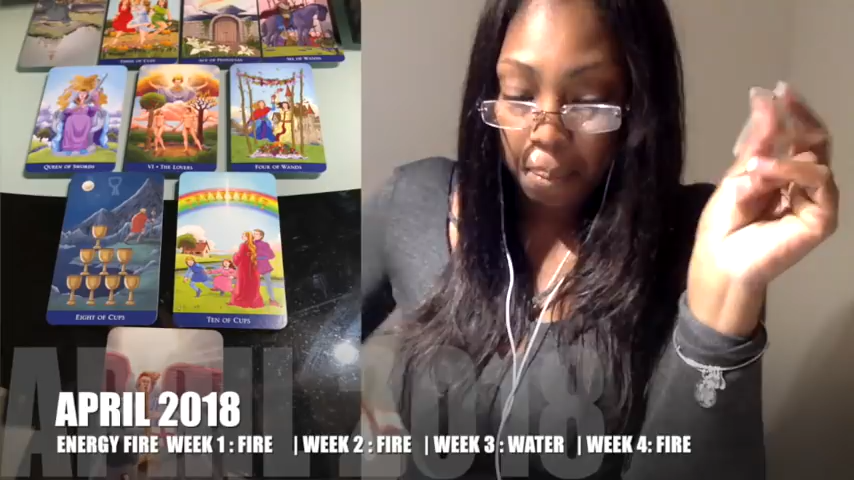 THREE OF CUPS
ACE OF PENTACLES
SIX OF WANDS
QUEEN OF SWORDS
VI • THE LOVERS
FOUR OF WANDS
EIGHT OF CUPS
TEN OF CUPS
APRIL 2018
APRIL 2018
ENERGY FIRE WEEK 1 : FIRE | WEEK 2 : FIRE | WEEK 3 : WATER | WEEK 4: FIRE